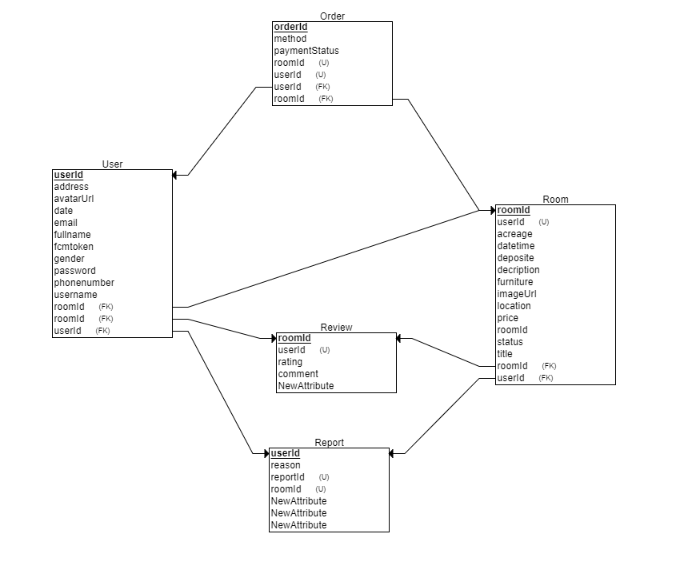 Order
orderId
method
paymentStatus
roomId (U)
userId (U)
userId (FK)
roomId (FK)
User
userId
address
avatarUrl
date
email
fullname
fcmtoken
gender
password
phonenumber
username
roomId (FK)
roomId (FK)
userId (FK)
Room
roomId
userId (U)
acreage
datetime
deposite
decription
furniture
imageUrl
location
price
roomId
status
title
roomId (FK)
userId (FK)
Review
roomId
userId (U)
rating
comment
NewAttribute
Report
userId
reason
reportId (U)
roomId (U)
NewAttribute
NewAttribute
NewAttribute